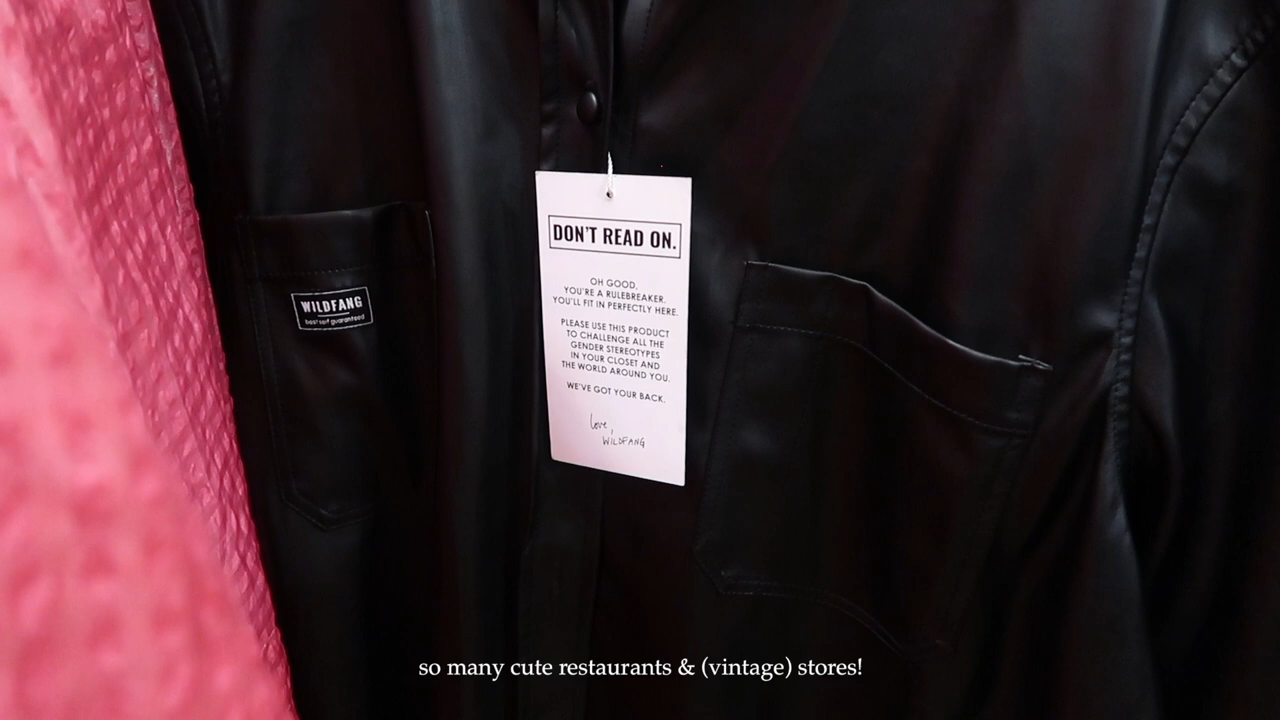 DON'T READ ON.
OH GOOD,
YOU'RE A RULEBREAKER.
YOU'LL FIT IN PERFECTLY HERE.
PLEASE USE THIS PRODUCT
TO CHALLENGE ALL THE
GENDER STEREOTYPES
IN YOUR CLOSET AND
THE WORLD AROUND YOU.
WE'VE GOT YOUR BACK.
love,
WILDFANG
WILDFANG
best self guaranteed
so many cute restaurants & (vintage) stores!